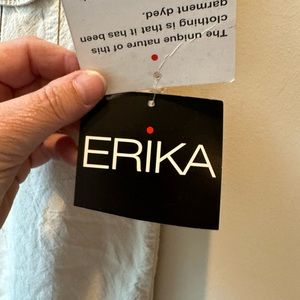 The unique nature of this
clothing is that it has been
garment dyed.
ERIKA